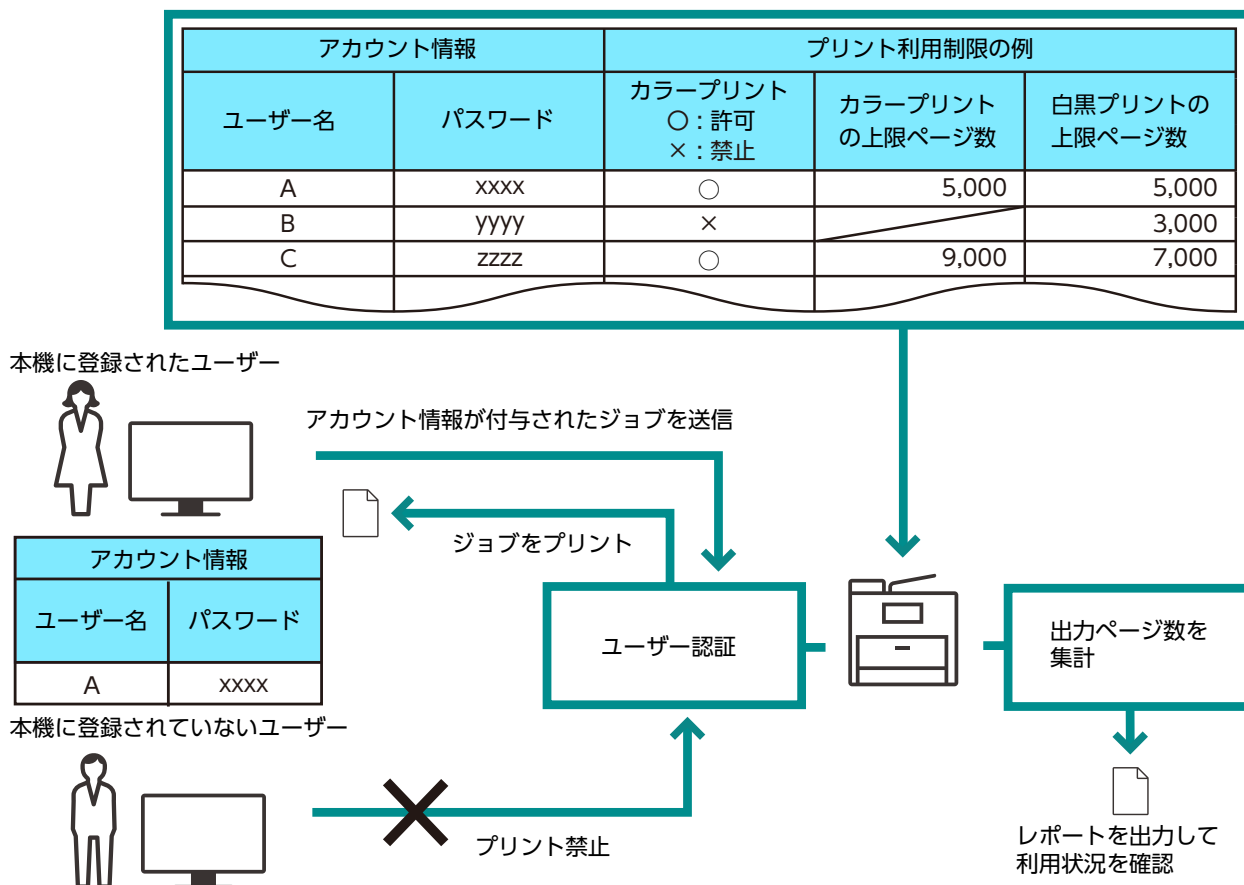 アカウント情報 プリント利用制限の例
ユーザー名 パスワード カラープリント ○：許可 ×：禁止 カラープリントの上限ページ数 白黒プリントの上限ページ数
A xxxx ○ 5,000 5,000
B yyyy × 3,000
C zzzz ○ 9,000 7,000
本機に登録されたユーザー
アカウント情報が付与されたジョブを送信
ジョブをプリント
アカウント情報
ユーザー名 パスワード
A xxxx
ユーザー認証
出力ページ数を
集計
本機に登録されていないユーザー
プリント禁止
レポートを出力して
利用状況を確認